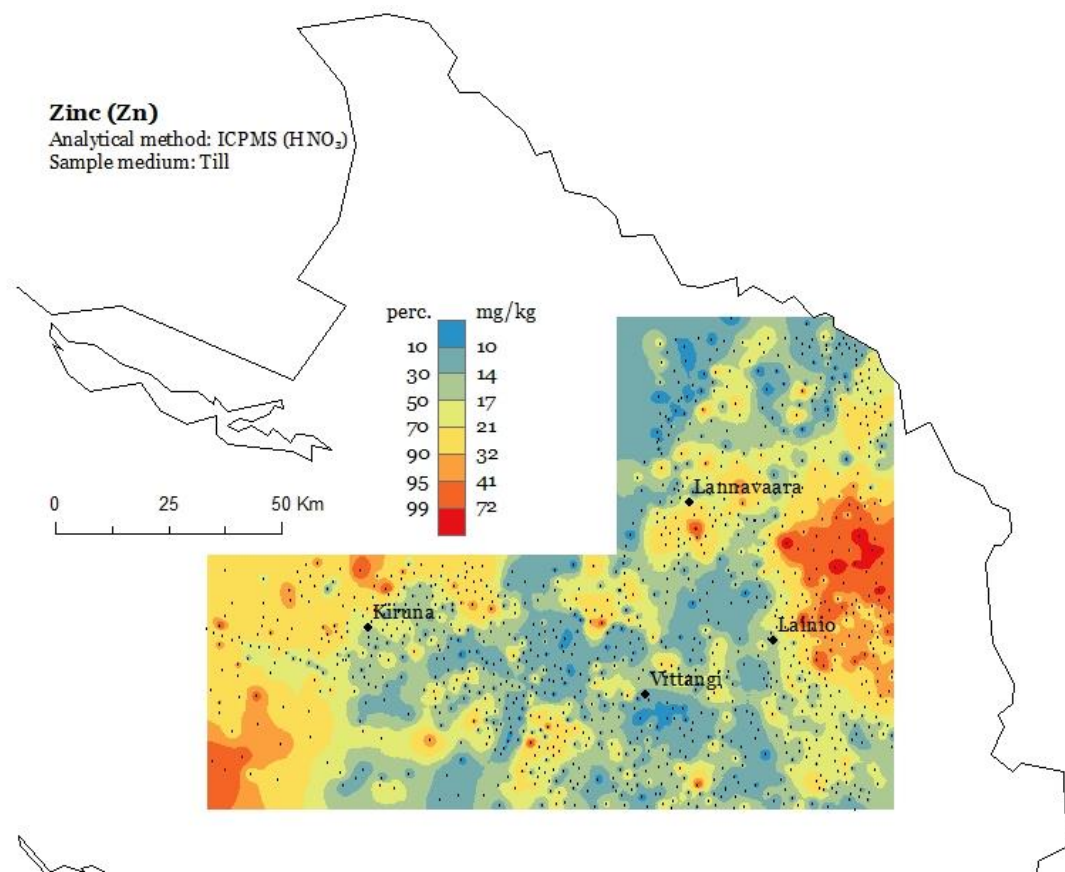 Zinc (Zn)
Analytical method: ICPMS (HNO₃)
Sample medium: Till
perc. mg/kg
10 10
30 14
50 17
70 21
90 32
95 41
99 72
0 25 50 Km
Lannavaara
Kiruna
Lainio
Vittangi